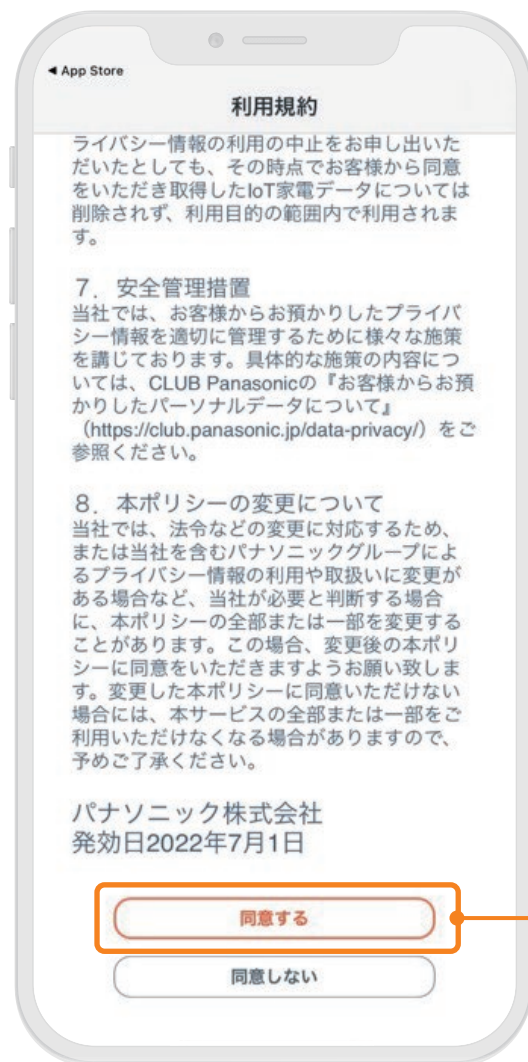 ◀ App Store
利用規約
ライバシー情報の利用の中止をお申し出いた
だいたとしても、その時点でお客様から同意
をいただき取得したIoT家電データについては
削除されず、利用目的の範囲内で利用されま
す。
７．安全管理措置
当社では、お客様からお預かりしたプライバ
シー情報を適切に管理するために様々な施策
を講じております。具体的な施策の内容につ
いては、CLUB Panasonicの『お客様からお預
かりしたパーソナルデータについて』
（https://club.panasonic.jp/data-privacy/）をご
参照ください。
８．本ポリシーの変更について
当社では、法令などの変更に対応するため、
または当社を含むパナソニックグループによ
るプライバシー情報の利用や取扱いに変更が
ある場合など、当社が必要と判断する場合
に、本ポリシーの全部または一部を変更する
ことがあります。この場合、変更後の本ポリ
シーに同意をいただきますようお願い致しま
す。変更した本ポリシーに同意いただけない
場合には、本サービスの全部または一部をご
利用いただけなくなる場合がありますので、
予めご了承ください。
パナソニック株式会社
発効日2022年7月1日
同意する
同意しない